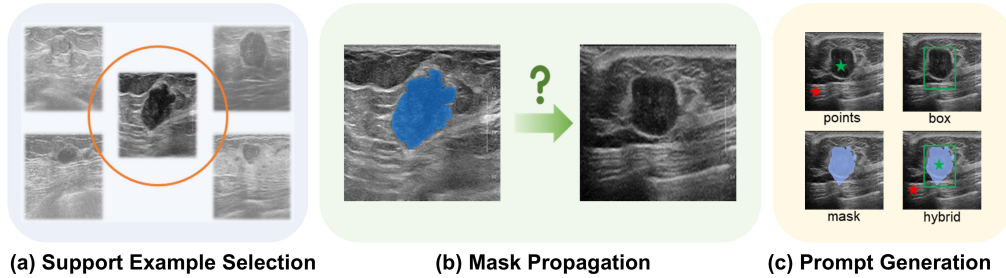 ?
points
box
mask
hybrid
(a) Support Example Selection
(b) Mask Propagation
(c) Prompt Generation